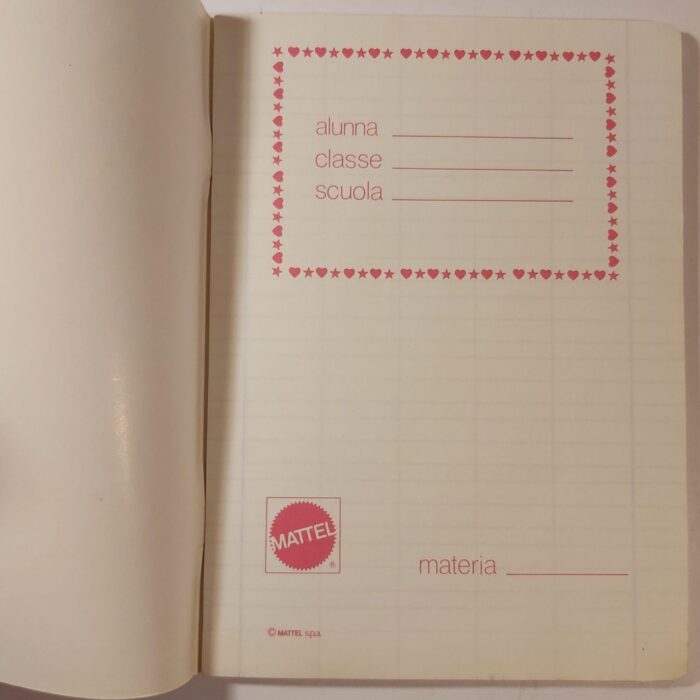 alunna
classe
scuola
MATTEL
®
materia
© MATTEL s.p.a.